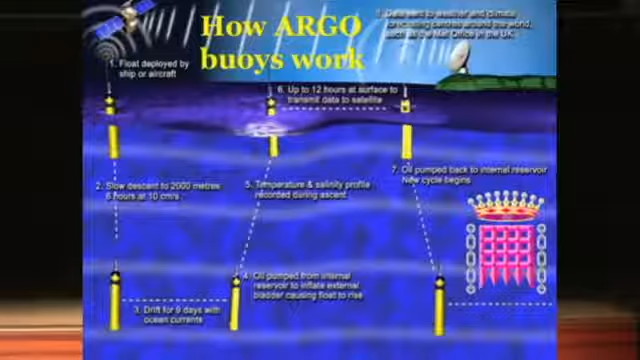 How ARGO
buoys work
1. Float deployed by
ship or aircraft
2. Slow descent to 2000 metres
6 hours at 10 cm/s
3. Drift for 9 days with
ocean currents
4. Oil pumped from internal
reservoir to inflate external
bladder causing float to rise
5. Temperature & salinity profile
recorded during ascent
6. Up to 12 hours at surface to
transmit data to satellite
7. Oil pumped back to internal reservoir
New cycle begins
Data sent to weather and climate
forecasting centres around the world,
such as the Met Office in the UK